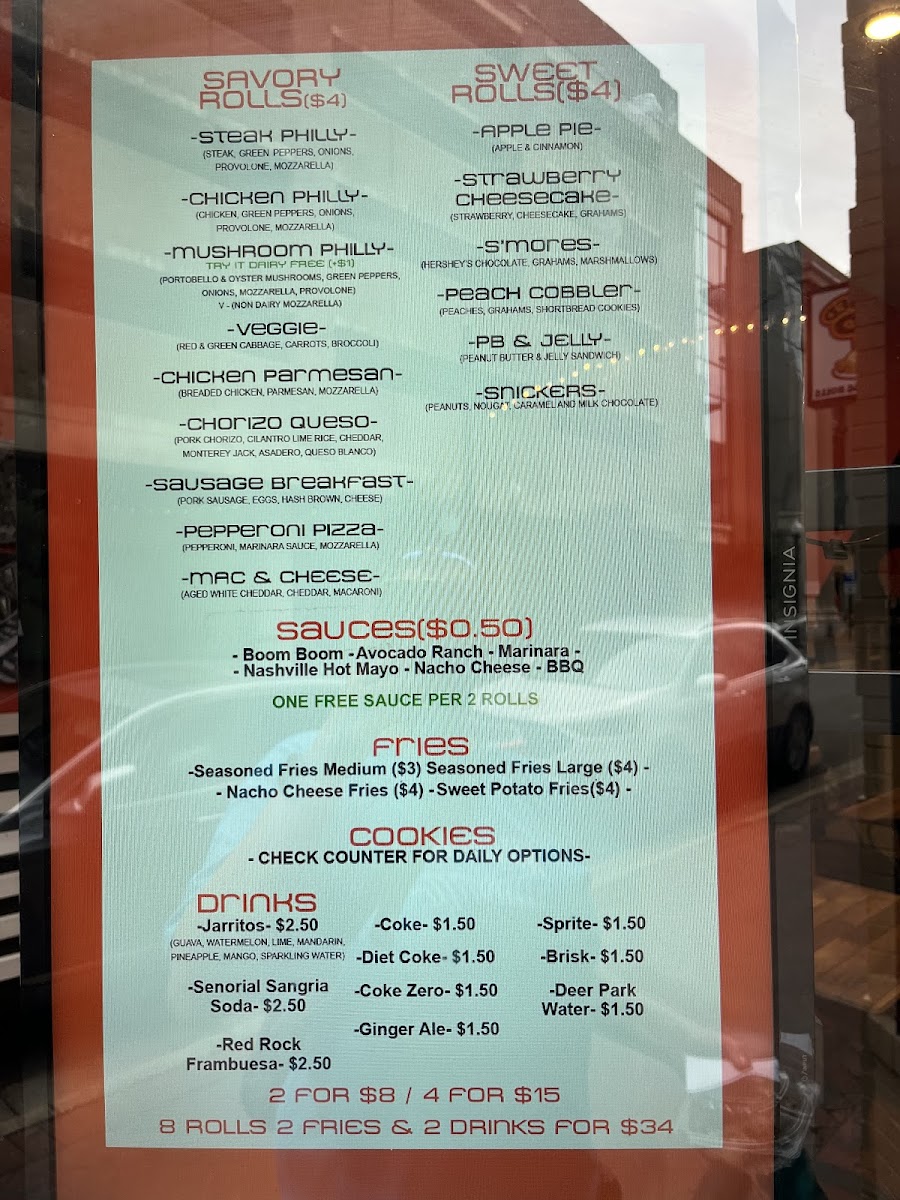 SAVORY
ROLLS($4)
-STEAK PHILLY-
(STEAK, GREEN PEPPERS, ONIONS,
PROVOLONE, MOZZARELLA)
-CHICKEN PHILLY-
(CHICKEN, GREEN PEPPERS, ONIONS,
PROVOLONE, MOZZARELLA)
-MUSHROOM PHILLY-
TRY IT DAIRY FREE (+$1)
(PORTOBELLO & OYSTER MUSHROOMS, GREEN PEPPERS,
ONIONS, MOZZARELLA, PROVOLONE)
V - (NON DAIRY MOZZARELLA)
-VEGGIE-
(RED & GREEN CABBAGE, CARROTS, BROCCOLI)
-CHICKEN PARMESAN-
(BREADED CHICKEN, PARMESAN, MOZZARELLA)
-CHORIZO QUESO-
(PORK CHORIZO, CILANTRO LIME RICE, CHEDDAR,
MONTEREY JACK, ASADERO, QUESO BLANCO)
-SAUSAGE BREAKFAST-
(PORK SAUSAGE, EGGS, HASH BROWN, CHEESE)
-PEPPERONI PIZZA-
(PEPPERONI, MARINARA SAUCE, MOZZARELLA)
-MAC & CHEESE-
(AGED WHITE CHEDDAR, CHEDDAR, MACARONI)
SWEET
ROLLS($4)
-APPLE PIE-
(APPLE & CINNAMON)
-STRAWBERRY
CHEESECAKE-
(STRAWBERRY, CHEESECAKE, GRAHAMS)
-S'MORES-
(HERSHEY'S CHOCOLATE, GRAHAMS, MARSHMALLOWS)
-PEACH COBBLER-
(PEACHES, GRAHAMS, SHORTBREAD COOKIES)
-PB & JELLY-
(PEANUT BUTTER & JELLY SANDWICH)
-SNICKERS-
(PEANUTS, NOUGAT, CARAMEL AND MILK CHOCOLATE)
SAUCES($0.50)
- Boom Boom -Avocado Ranch - Marinara -
- Nashville Hot Mayo - Nacho Cheese - BBQ
ONE FREE SAUCE PER 2 ROLLS
FRIES
-Seasoned Fries Medium ($3) Seasoned Fries Large ($4) -
- Nacho Cheese Fries ($4) -Sweet Potato Fries($4) -
COOKIES
- CHECK COUNTER FOR DAILY OPTIONS-
DRINKS
-Jarritos- $2.50
(GUAVA, WATERMELON, LIME, MANDARIN,
PINEAPPLE, MANGO, SPARKLING WATER)
-Senorial Sangria
Soda- $2.50
-Red Rock
Frambuesa- $2.50
-Coke- $1.50
-Diet Coke- $1.50
-Coke Zero- $1.50
-Ginger Ale- $1.50
-Sprite- $1.50
-Brisk- $1.50
-Deer Park
Water- $1.50
2 FOR $8 / 4 FOR $15
8 ROLLS 2 FRIES & 2 DRINKS FOR $34
INSIGNIA